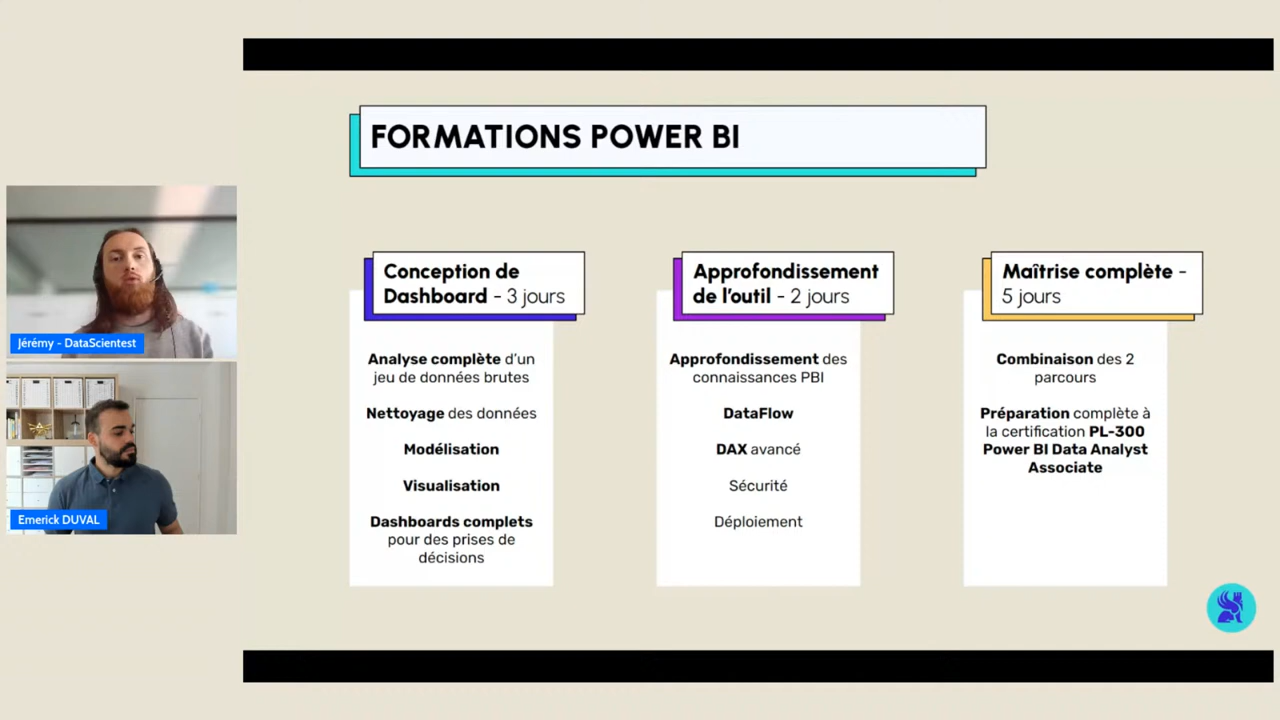 FORMATIONS POWER BI
Jérémy - DataScientest
Emerick DUVAL
Conception de
Dashboard - 3 jours
Analyse complète d'un
jeu de données brutes
Nettoyage des données
Modélisation
Visualisation
Dashboards complets
pour des prises de
décisions
Approfondissement
de l'outil - 2 jours
Approfondissement des
connaissances PBI
DataFlow
DAX avancé
Sécurité
Déploiement
Maîtrise complète -
5 jours
Combinaison des 2
parcours
Préparation complète à
la certification PL-300
Power BI Data Analyst
Associate